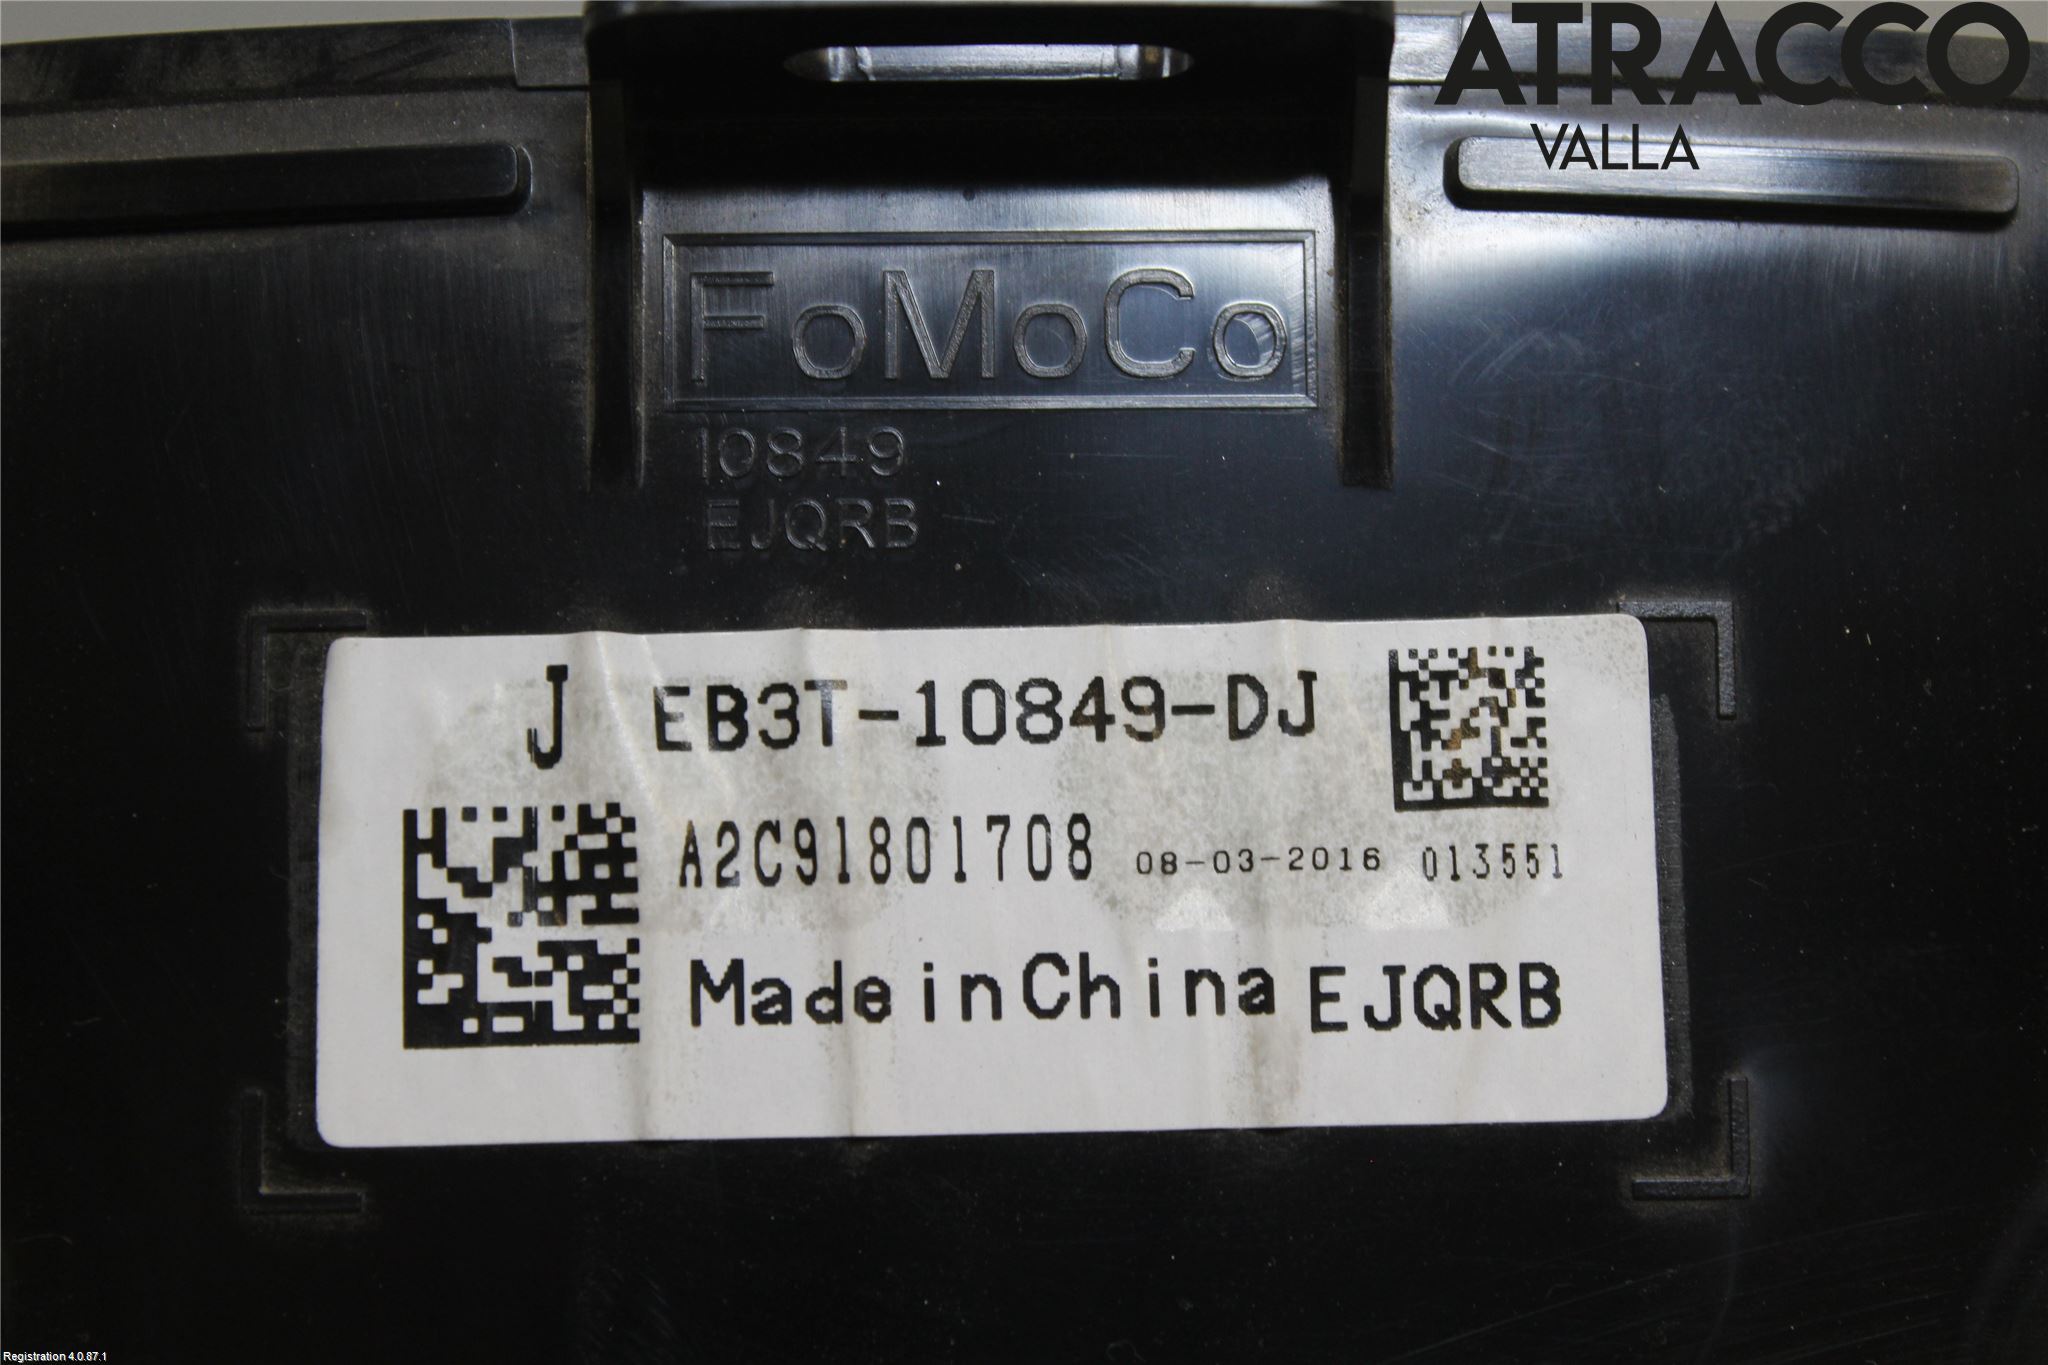 ATRACCO
VALLA
FoMoCo
10849
EJQRB
J EB3T-10849-DJ
A2C91801708 08-03-2016 013551
Made in China EJQRB
Registration 4.0.87.1